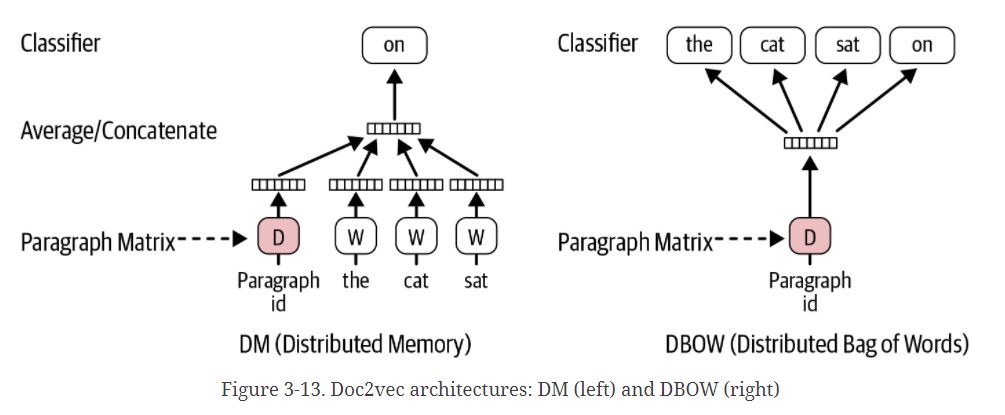 Classifier
on
Average/Concatenate
Paragraph Matrix
D
W
W
W
Paragraph
id
the
cat
sat
DM (Distributed Memory)
Classifier
the
cat
sat
on
Paragraph Matrix
D
Paragraph
id
DBOW (Distributed Bag of Words)
Figure 3-13. Doc2vec architectures: DM (left) and DBOW (right)